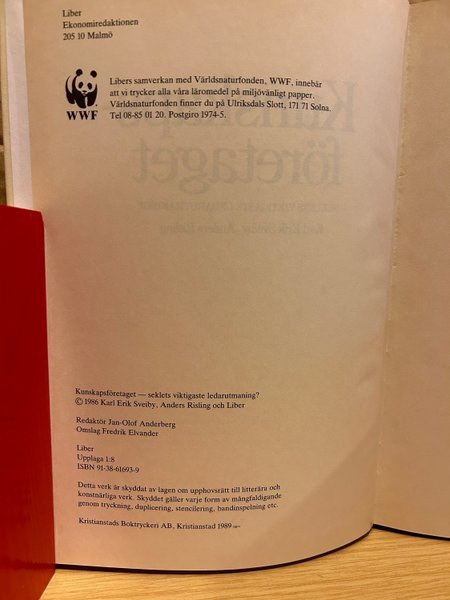 Liber
Ekonomiredaktionen
205 10 Malmö
WWF
Libers samverkan med Världsnaturfonden, WWF, innebär
att vi trycker alla våra läromedel på miljövänligt papper.
Världsnaturfonden finner du på Ulriksdals Slott, 171 71 Solna.
Tel 08-85 01 20. Postgiro 1974-5.
Kunskapsföretaget — seklets viktigaste ledarutmaning?
© 1986 Karl Erik Sveiby, Anders Risling och Liber
Redaktör Jan-Olof Anderberg
Omslag Fredrik Elvander
Liber
Upplaga 1:8
ISBN 91-38-61693-9
Detta verk är skyddat av lagen om upphovsrätt till litterära och
konstnärliga verk. Skyddet gäller varje form av mångfaldigande
genom tryckning, duplicering, stencilering, bandinspelning etc.
Kristianstads Boktryckeri AB, Kristianstad 1989